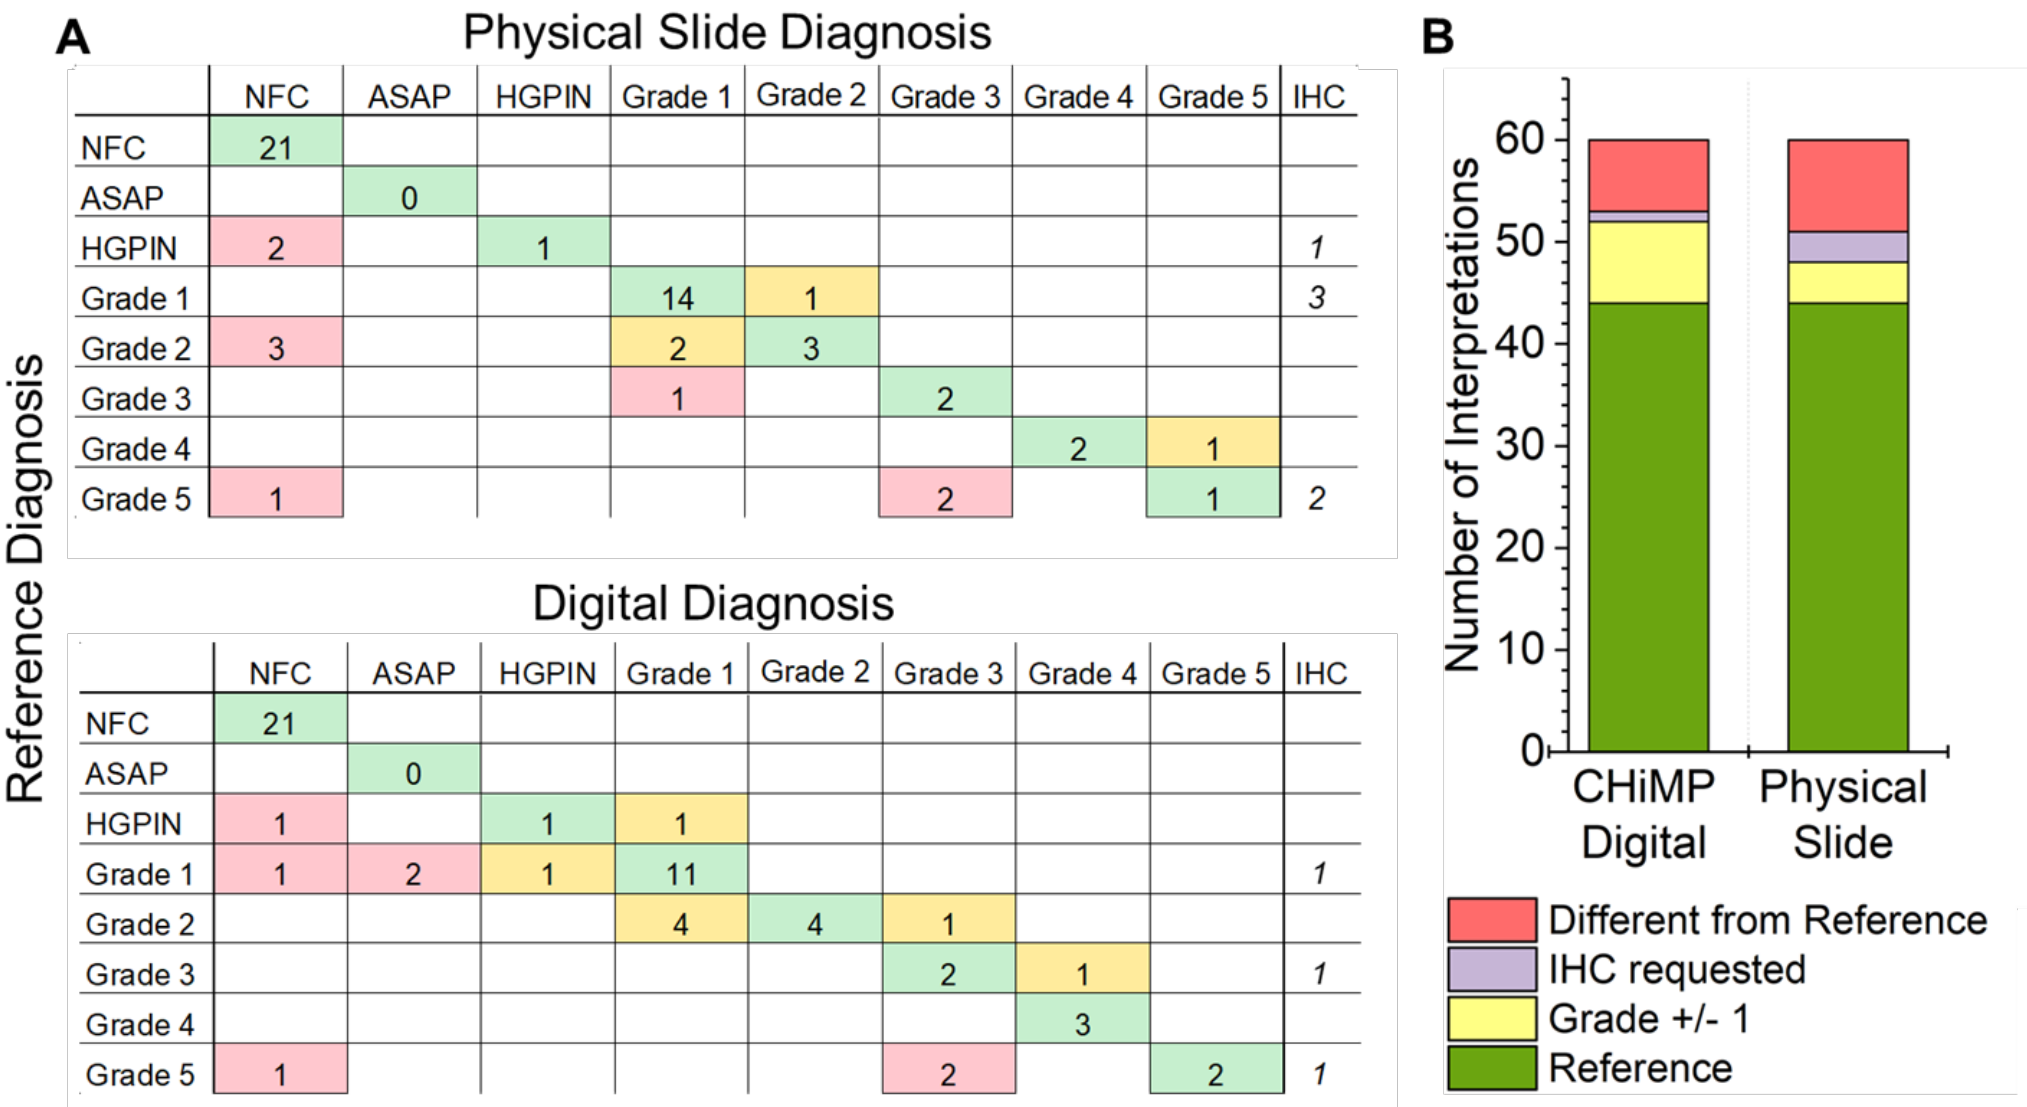 A
Physical Slide Diagnosis
NFC ASAP HGPIN Grade 1 Grade 2 Grade 3 Grade 4 Grade 5 IHC
NFC 21
ASAP 0
HGPIN 2 1 1
Grade 1 14 1 3
Grade 2 3 2 3
Grade 3 1 2
Grade 4 2 1
Grade 5 1 2 1 2
Reference Diagnosis
Digital Diagnosis
NFC ASAP HGPIN Grade 1 Grade 2 Grade 3 Grade 4 Grade 5 IHC
NFC 21
ASAP 0
HGPIN 1 1 1
Grade 1 1 2 1 11 1
Grade 2 4 4 1
Grade 3 2 1 1
Grade 4 3
Grade 5 1 2 2 1
B
Number of Interpretations
60
50
40
30
20
10
0
CHiMP Digital
Physical Slide
Different from Reference
IHC requested
Grade +/- 1
Reference